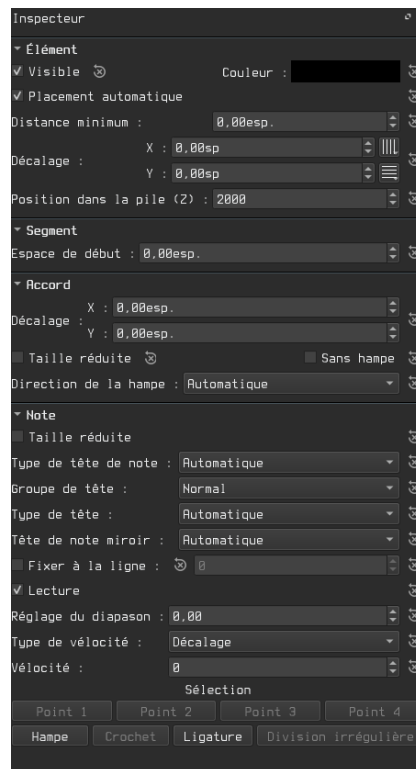 Inspecteur
Élément
Visible Couleur :
Placement automatique
Distance minimum : 0,00esp.
X : 0,00sp
Décalage :
Y : 0,00sp
Position dans la pile (Z) : 2000
Segment
Espace de début : 0,00esp.
Accord
X : 0,00esp.
Décalage :
Y : 0,00esp.
Taille réduite Sans hampe
Direction de la hampe : Automatique
Note
Taille réduite
Type de tête de note : Automatique
Groupe de tête : Normal
Type de tête : Automatique
Tête de note miroir : Automatique
Fixer à la ligne : 0
Lecture
Réglage du diapason : 0,00
Type de vélocité : Décalage
Vélocité : 0
Sélection
Point 1 Point 2 Point 3 Point 4
Hampe Crochet Ligature Division irrégulière